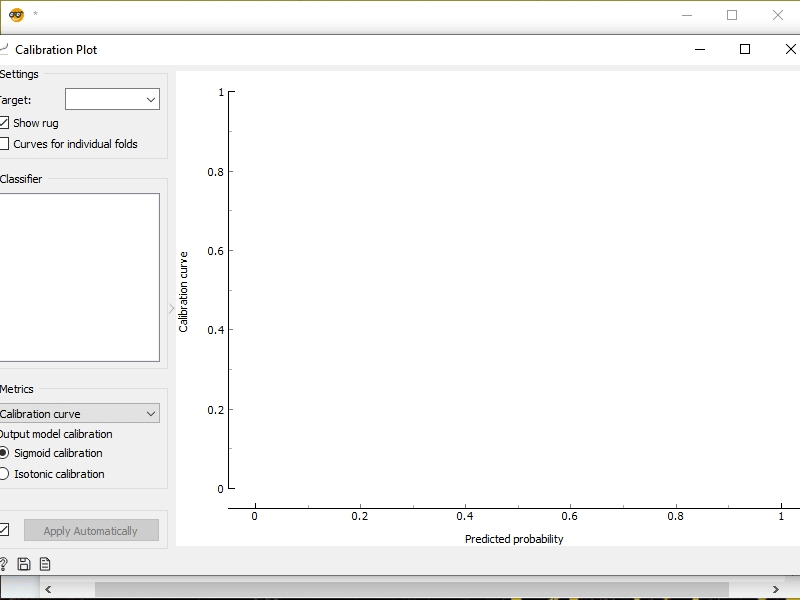 *
Calibration Plot
Settings
Target:
Show rug
Curves for individual folds
Classifier
Metrics
Calibration curve
Output model calibration
Sigmoid calibration
Isotonic calibration
Apply Automatically
?
1
0.8
0.6
0.4
0.2
0
Calibration curve
0 0.2 0.4 0.6 0.8 1
Predicted probability